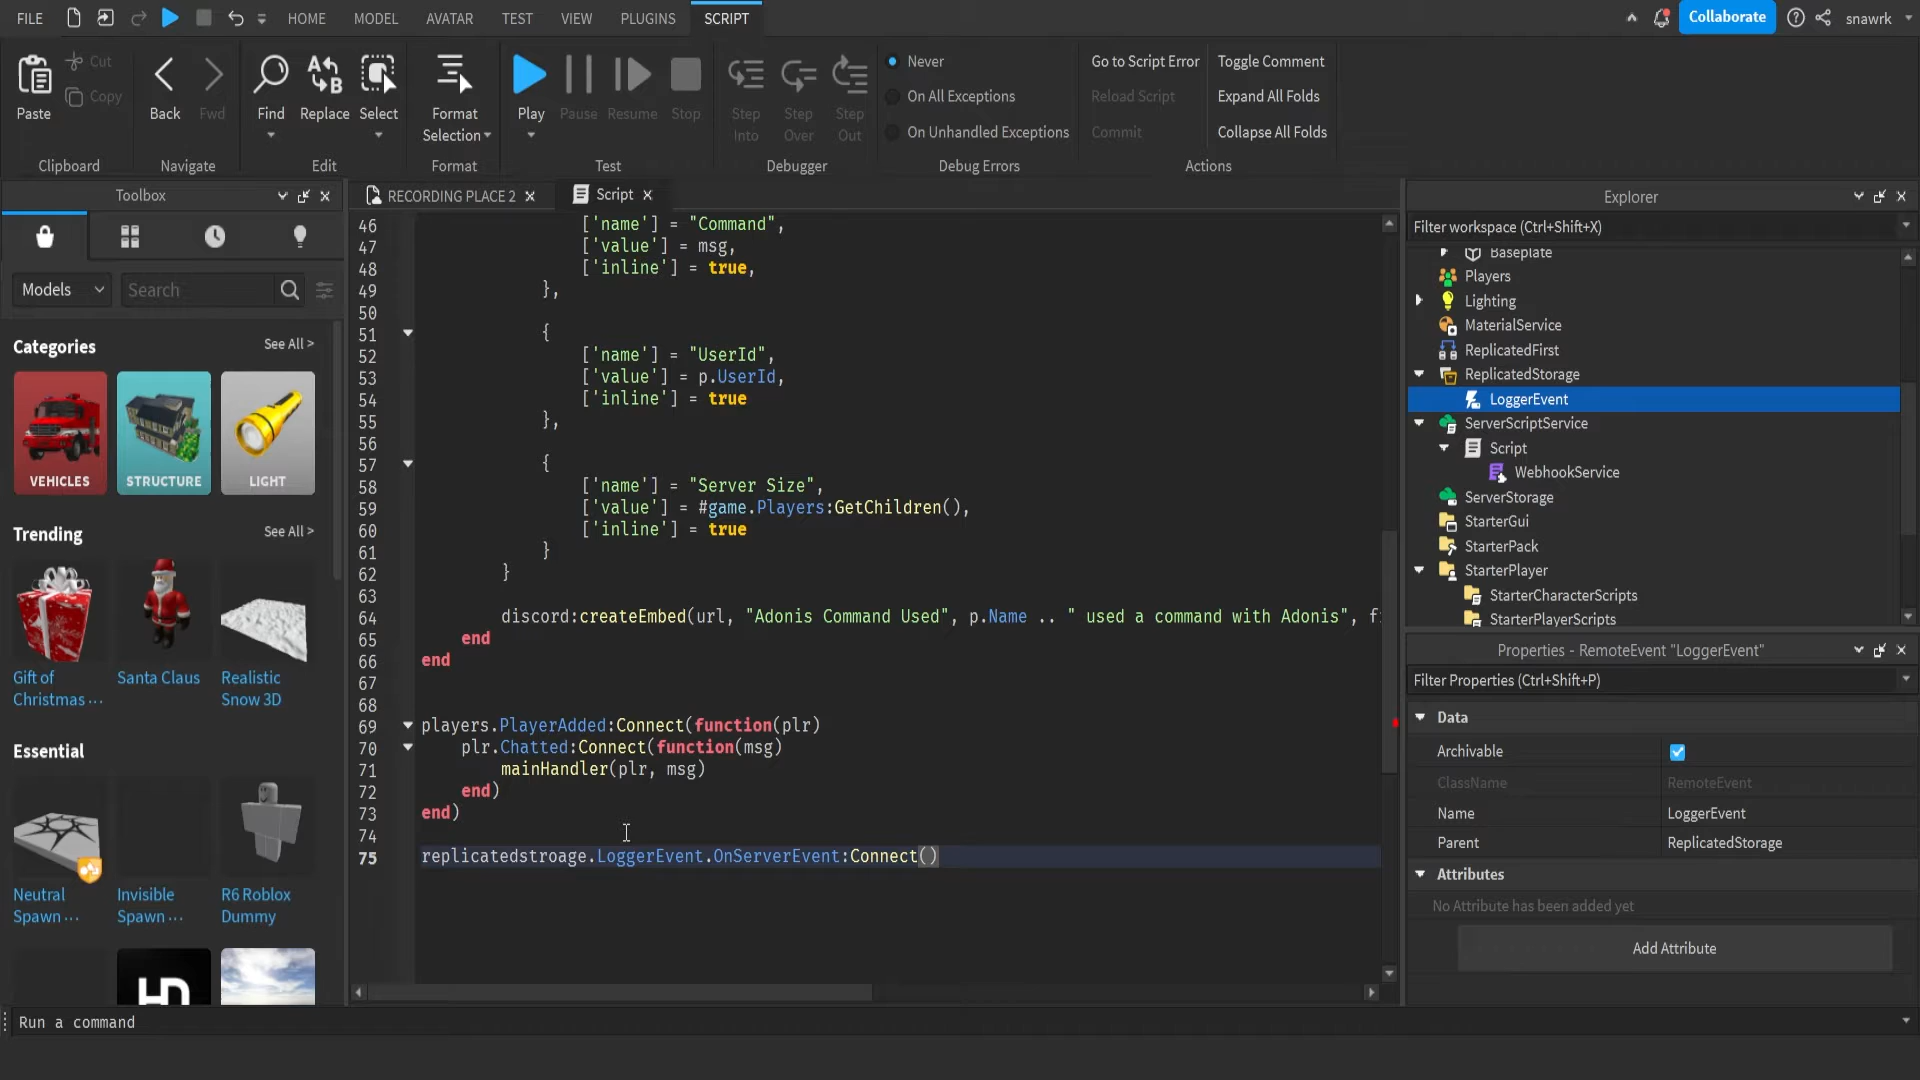 FILE HOME MODEL AVATAR TEST VIEW PLUGINS SCRIPT Collaborate snawrk
Paste Cut Copy Back Fwd Find Replace Select Format Selection Play Pause Resume Stop Step Into Step Over Step Out
Never
On All Exceptions
On Unhandled Exceptions
Go to Script Error
Reload Script
Commit
Toggle Comment
Expand All Folds
Collapse All Folds
Clipboard Navigate Edit Format Test Debugger Debug Errors Actions
Toolbox
Models Search
Categories See All >
VEHICLES STRUCTURE LIGHT
Trending See All >
Gift of Christmas ...
Santa Claus
Realistic Snow 3D
Essential
Neutral Spawn ...
Invisible Spawn ...
R6 Roblox Dummy
HD
RECORDING PLACE 2 Script
46 ['name'] = "Command",
47 ['value'] = msg,
48 ['inline'] = true,
49 },
50
51 {
52 ['name'] = "UserId",
53 ['value'] = p.UserId,
54 ['inline'] = true
55 },
56
57 {
58 ['name'] = "Server Size",
59 ['value'] = #game.Players:GetChildren(),
60 ['inline'] = true
61 }
62 }
63
64 discord:createEmbed(url, "Adonis Command Used", p.Name .. " used a command with Adonis", f
65 end
66 end
67
68
69 players.PlayerAdded:Connect(function(plr)
70 plr.Chatted:Connect(function(msg)
71 mainHandler(plr, msg)
72 end)
73 end)
74
75 replicatedstroage.LoggerEvent.OnServerEvent:Connect()
Explorer
Filter workspace (Ctrl+Shift+X)
Baseplate
Players
Lighting
MaterialService
ReplicatedFirst
ReplicatedStorage
LoggerEvent
ServerScriptService
Script
WebhookService
ServerStorage
StarterGui
StarterPack
StarterPlayer
StarterCharacterScripts
StarterPlayerScripts
Properties - RemoteEvent "LoggerEvent"
Filter Properties (Ctrl+Shift+P)
Data
Archivable
ClassName RemoteEvent
Name LoggerEvent
Parent ReplicatedStorage
Attributes
No Attribute has been added yet
Add Attribute
Run a command